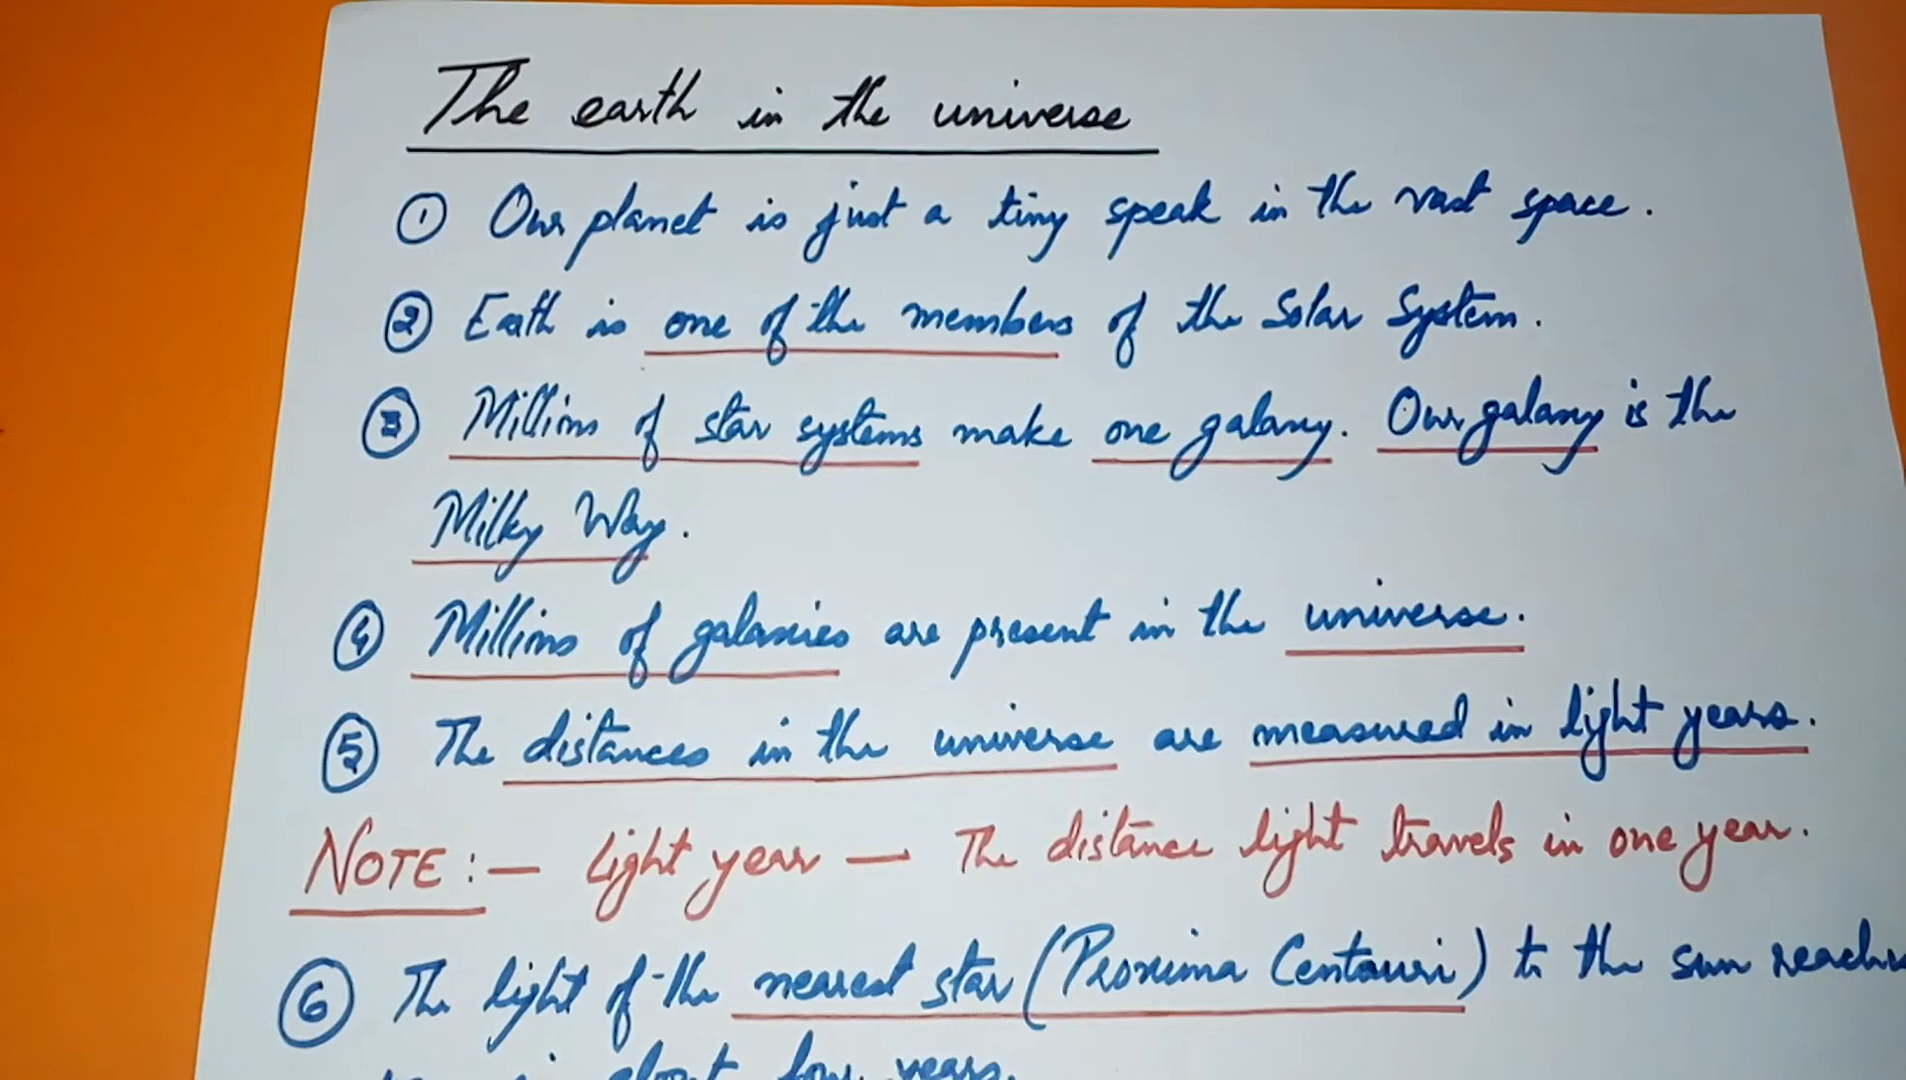 The earth in the universe
① Our planet is just a tiny speak in the vast space.
② Earth is one of the members of the Solar System.
③ Millions of star systems make one galaxy. Our galaxy is the
Milky Way.
④ Millions of galaxies are present in the universe.
⑤ The distances in the universe are measured in light years.
NOTE:— Light year — The distance light travels in one year.
⑥ The light of the nearest star (Proxima Centauri) to the sun
about four years.